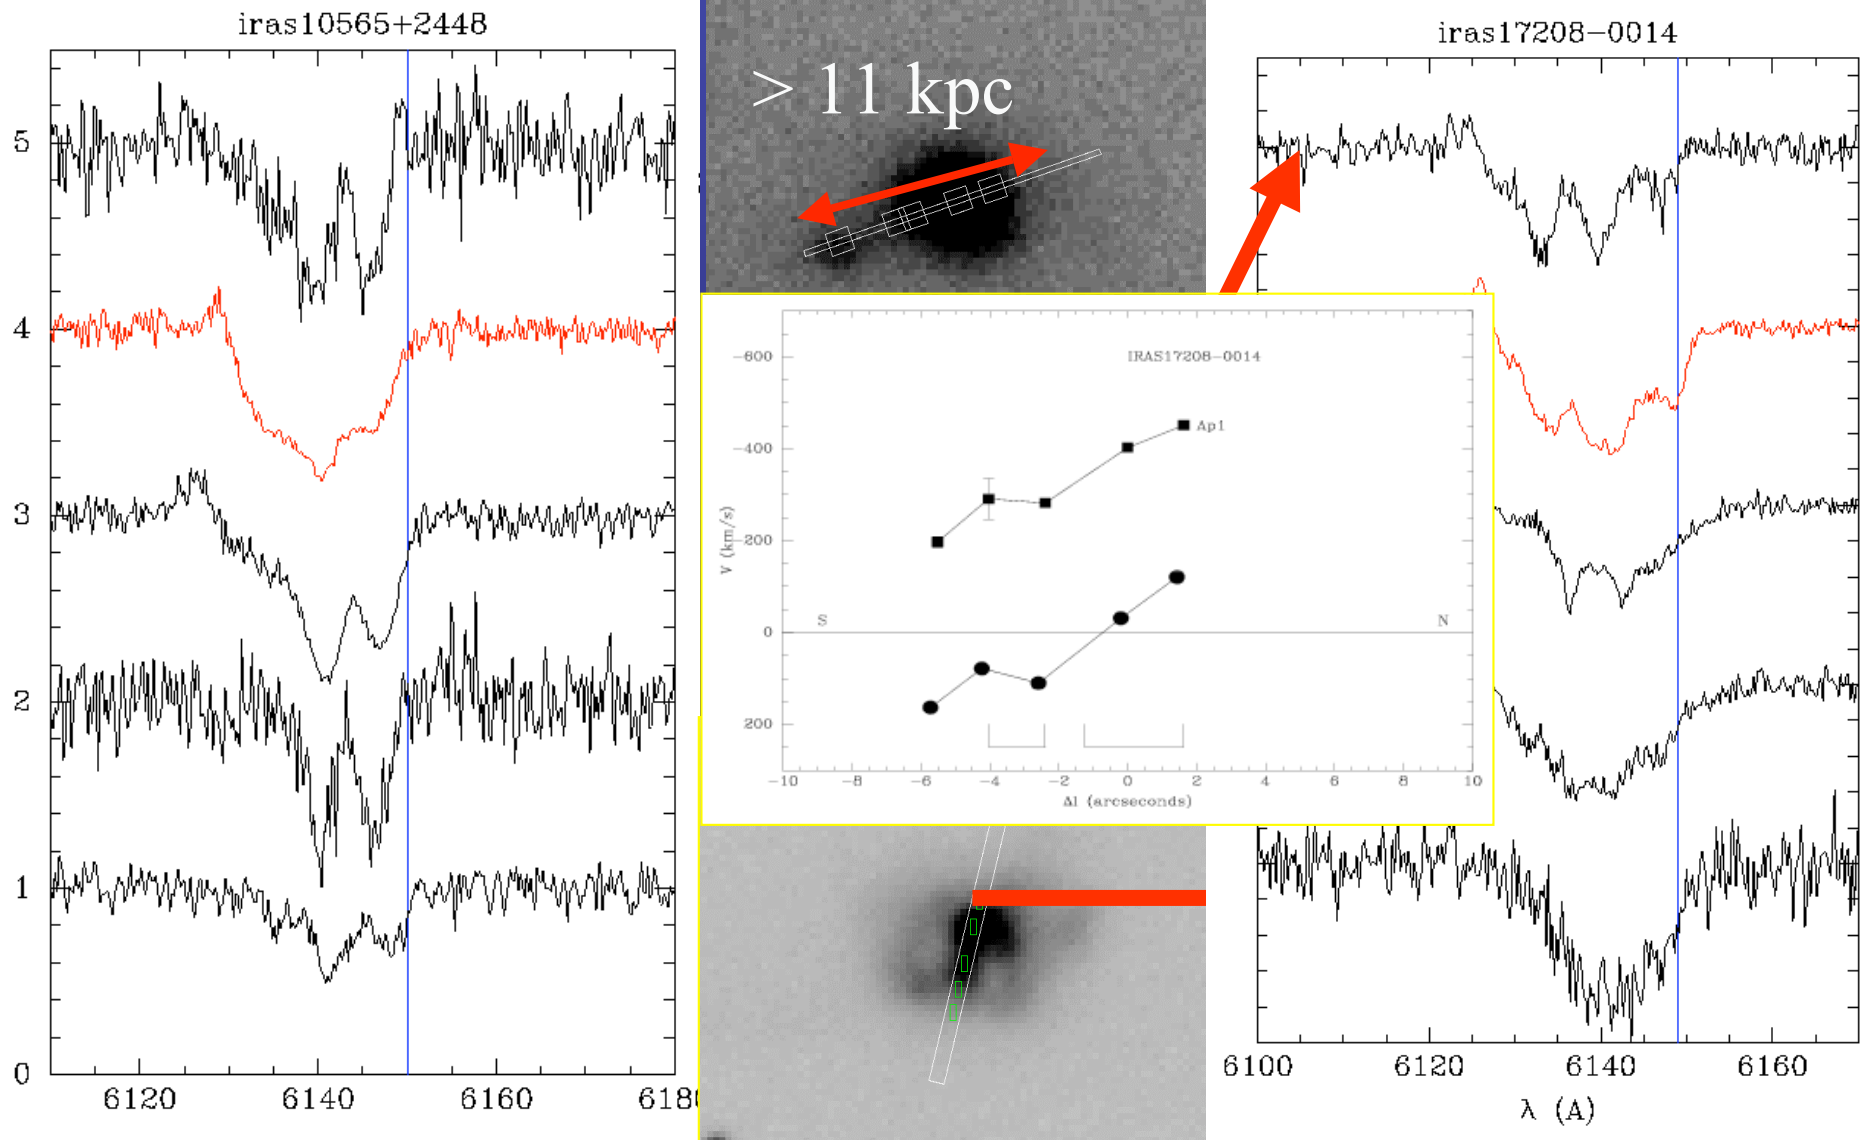 iras10565+2448
5
4
3
2
1
0
6120 6140 6160 618
> 11 kpc
IRAS17208-0014
-600
-400
-200
0
200
V (km/s)
Ap1
S N
-10 -8 -6 -4 -2 0 2 4 6 8 10
Δl (arcseconds)
iras17208-0014
6100 6120 6140 6160
λ (A)